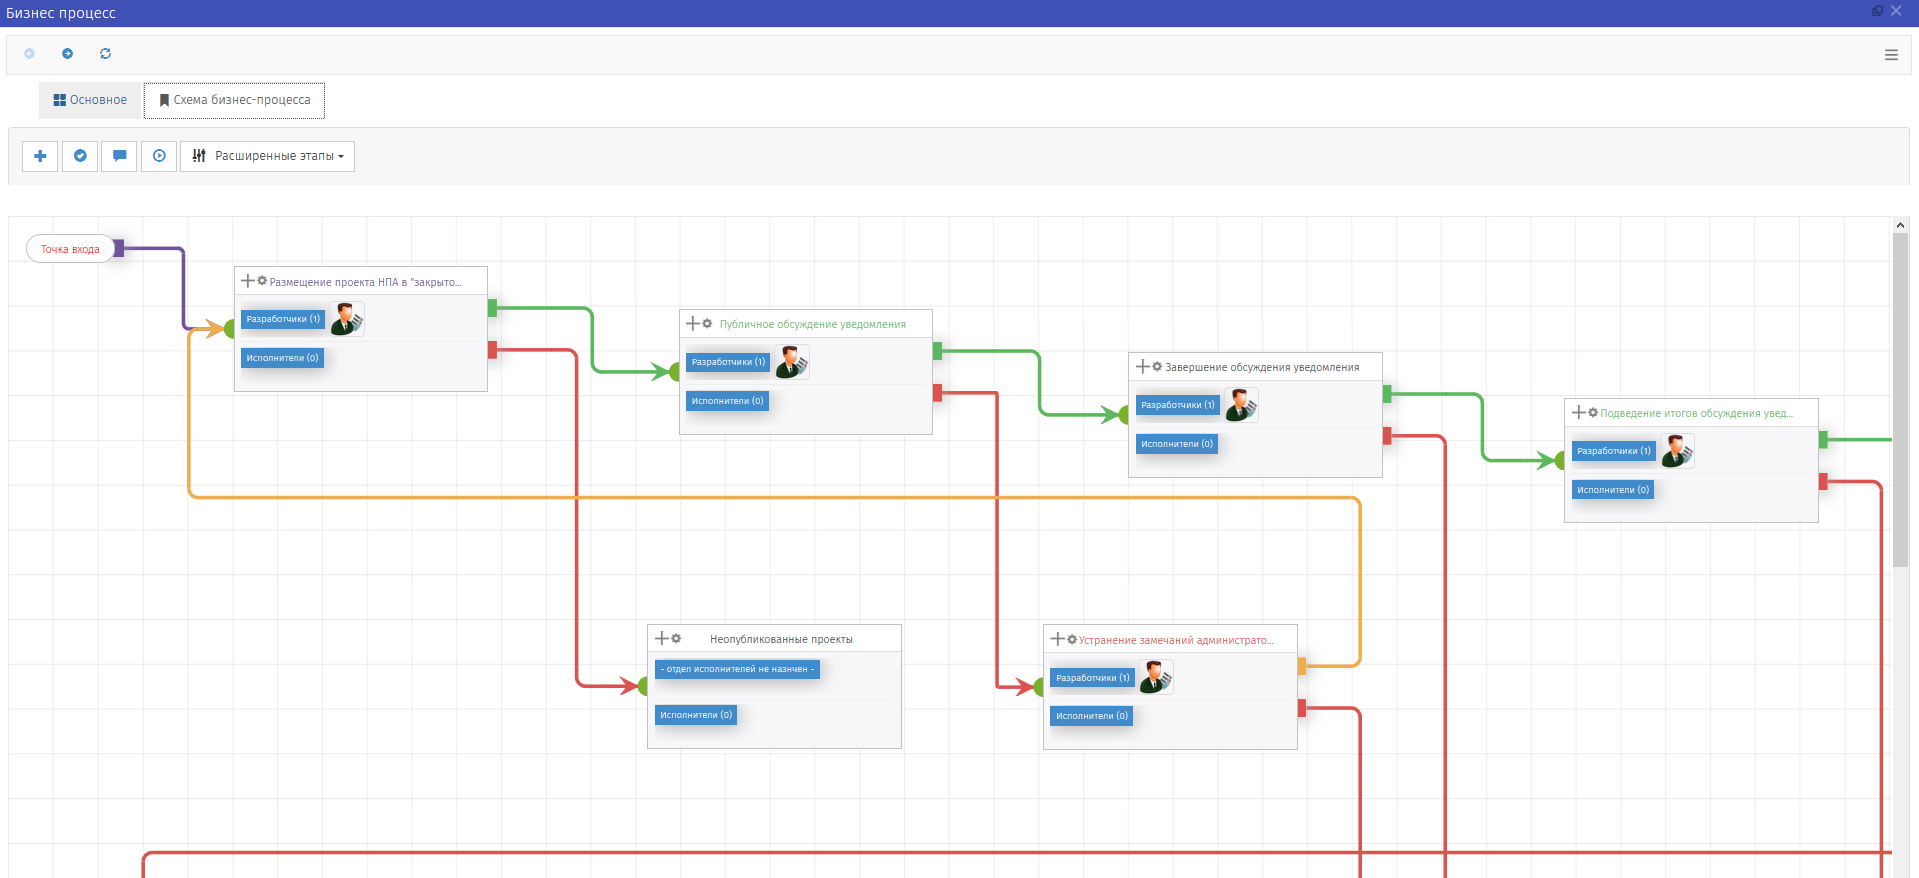 Бизнес процесс
Основное
Схема бизнес-процесса
Расширенные этапы
Точка входа
Размещение проекта НПА в "закрыто...
Разработчики (1)
Исполнители (0)
Публичное обсуждение уведомления
Разработчики (1)
Исполнители (0)
Завершение обсуждения уведомления
Разработчики (1)
Исполнители (0)
Подведение итогов обсуждения увед...
Разработчики (1)
Исполнители (0)
Неопубликованные проекты
- отдел исполнителей не назнчен -
Исполнители (0)
Устранение замечаний администрато...
Разработчики (1)
Исполнители (0)